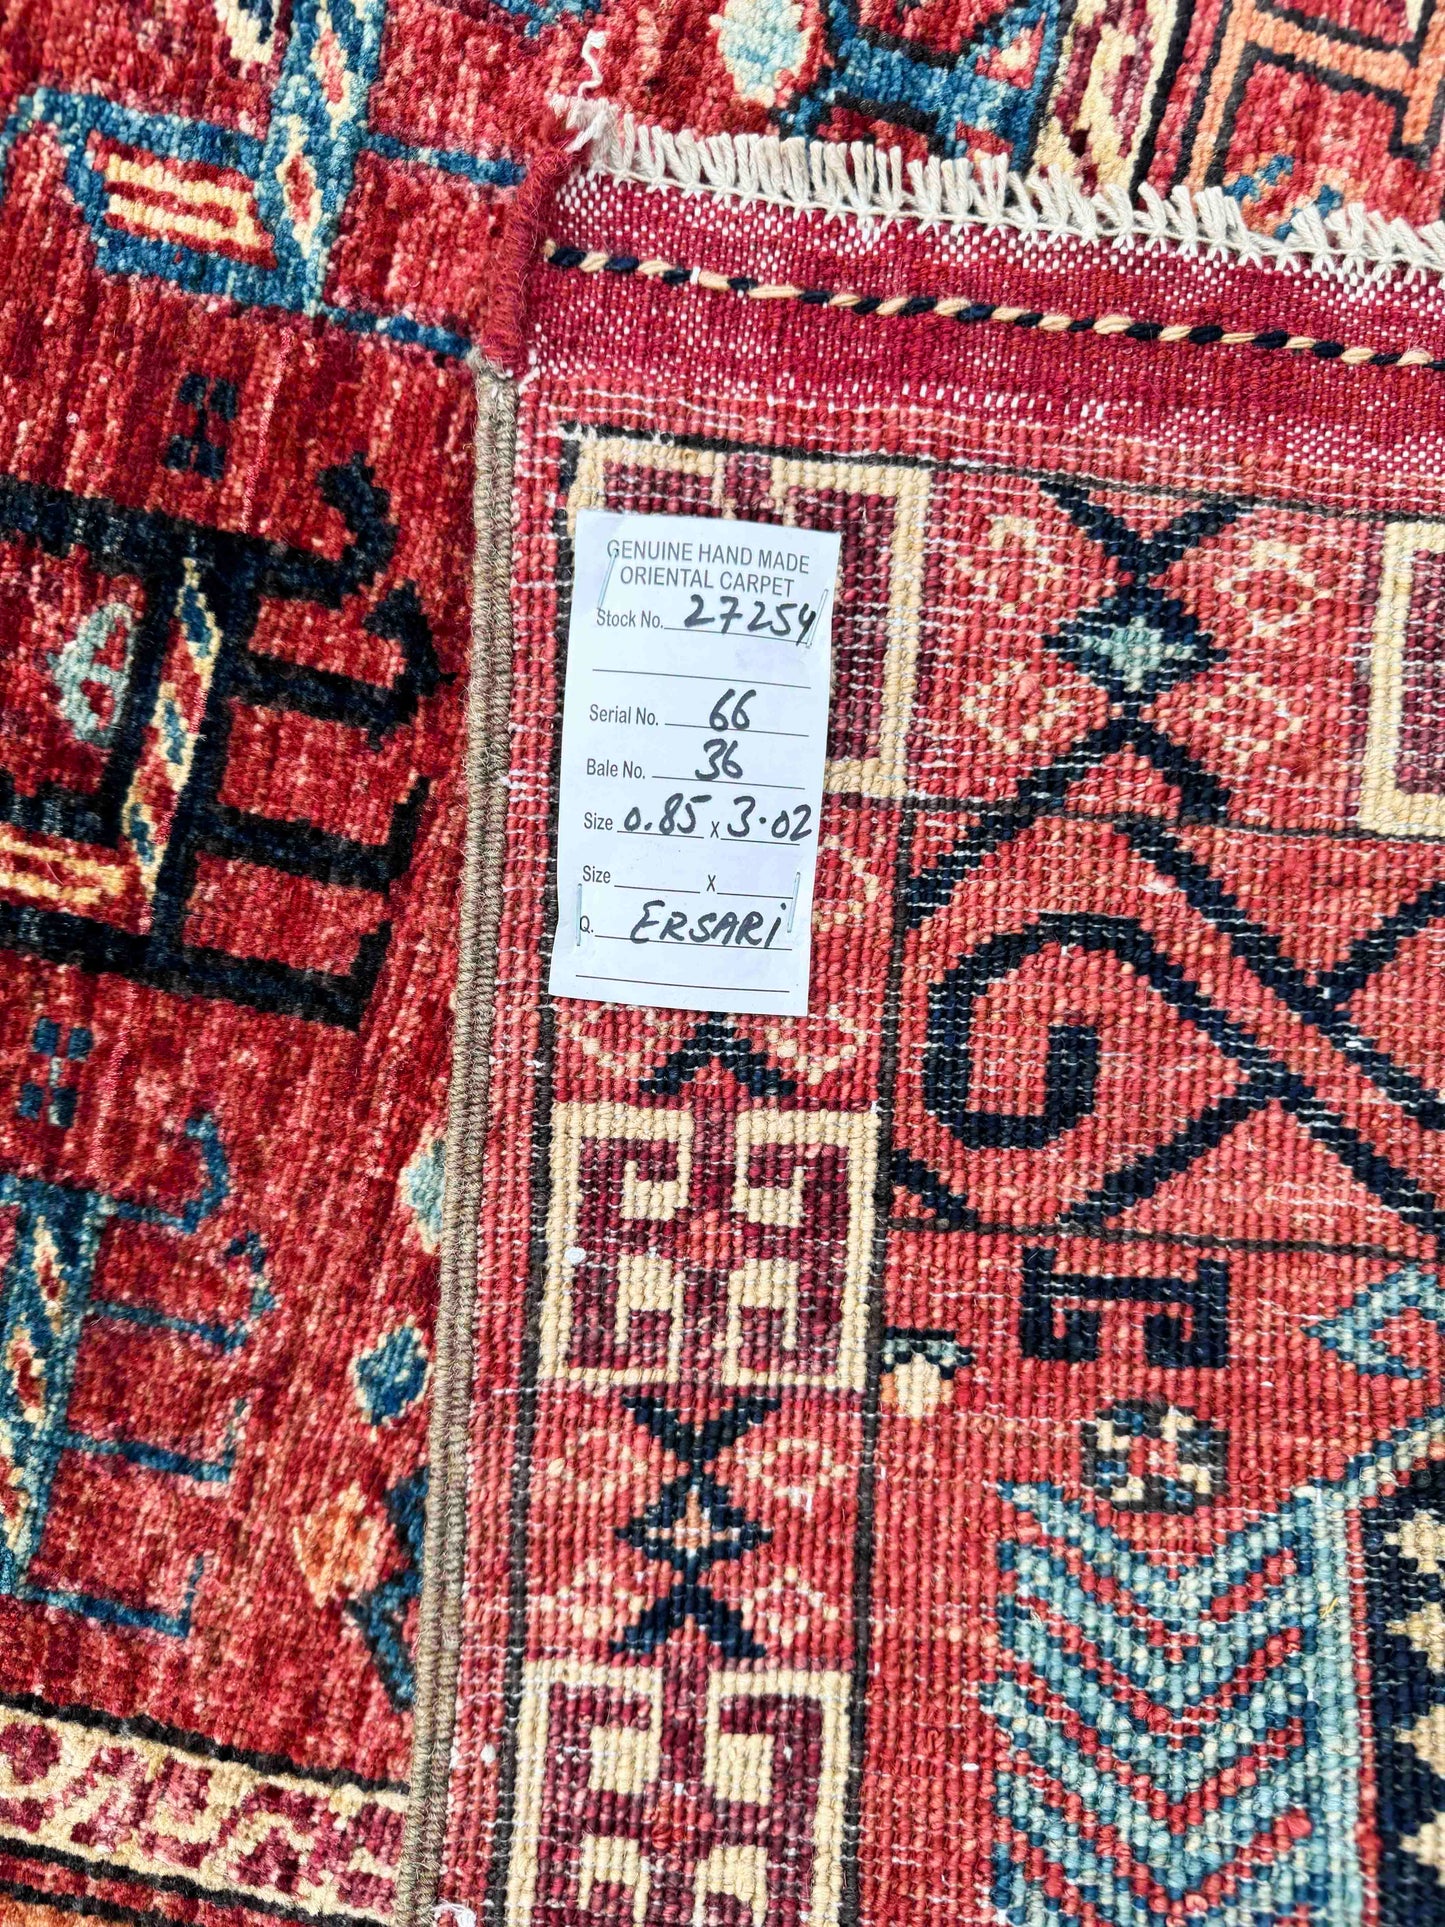 GENUINE HAND MADE
ORIENTAL CARPET
Stock No. 27254
Serial No. 66
Bale No. 36
Size 0.85 x 3.02
Size x
Q. ERSARI